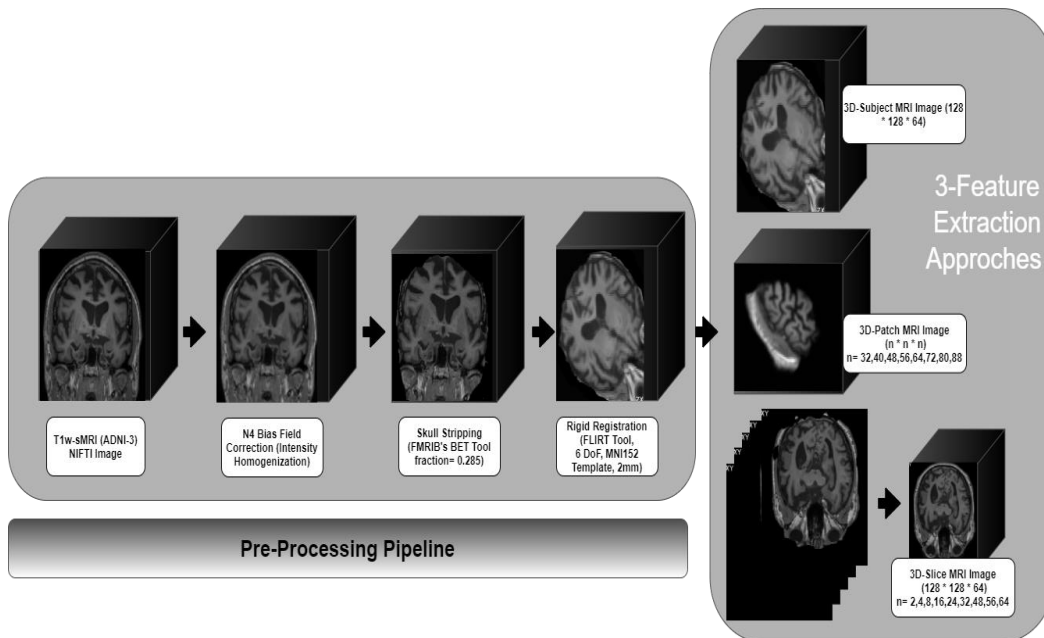 T1w-sMRI (ADNI-3)
NIFTI Image
N4 Bias Field
Correction (Intensity
Homogenization)
Skull Stripping
(FMRIB's BET Tool
fraction= 0.285)
Rigid Registration
(FLIRT Tool,
6 DoF, MNI152
Template, 2mm)
Pre-Processing Pipeline
3D-Subject MRI Image (128
* 128 * 64)
3-Feature
Extraction
Approches
3D-Patch MRI Image
(n * n * n)
n= 32,40,48,56,64,72,80,88
XY
XY
XY
3D-Slice MRI Image
(128 * 128 * 64)
n= 2,4,8,16,24,32,48,56,64